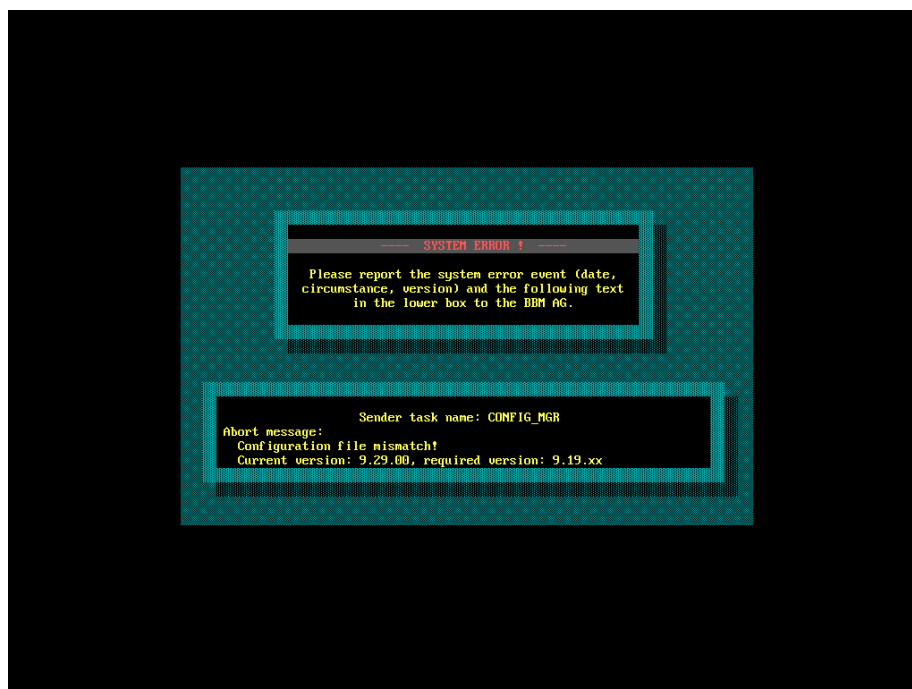 ---- SYSTEM ERROR ! ----
Please report the system error event (date,
circumstance, version) and the following text
in the lower box to the BBM AG.
Sender task name: CONFIG_MGR
Abort message:
Configuration file mismatch!
Current version: 9.29.00, required version: 9.19.xx